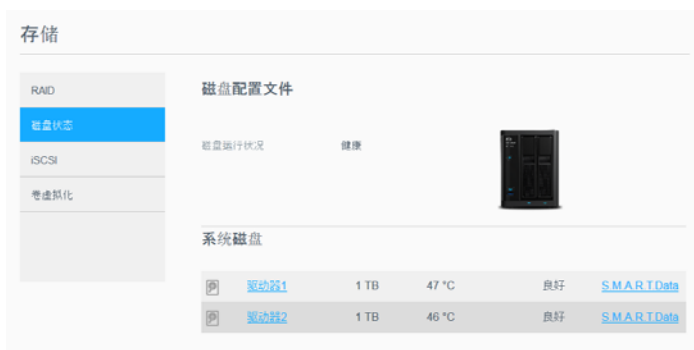 存储
RAID
磁盘状态
iSCSI
卷虚拟化
磁盘配置文件
磁盘运行状况 健康
系统磁盘
驱动器1 1 TB 47 °C 良好 S.M.A.R.T.Data
驱动器2 1 TB 46 °C 良好 S.M.A.R.T.Data